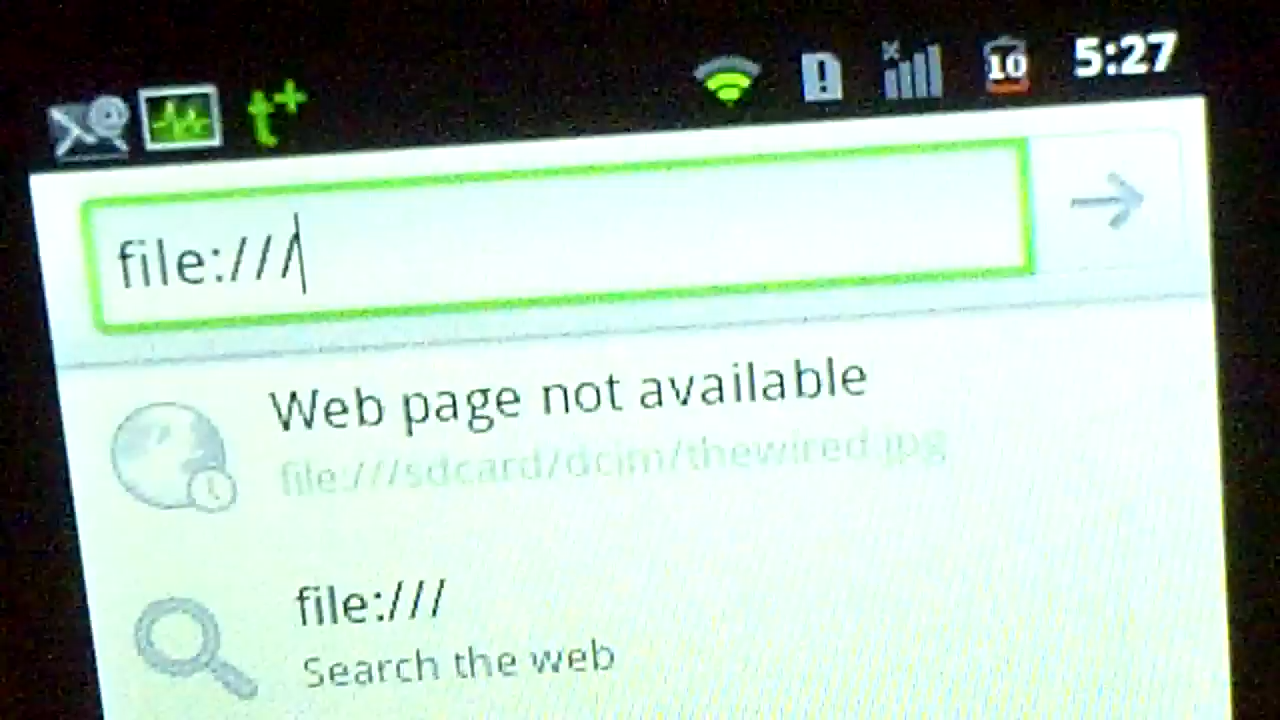 t+ 10 5:27
file:///
Web page not available
file:///sdcard/dcim/thewired.jpg
file:///
Search the web